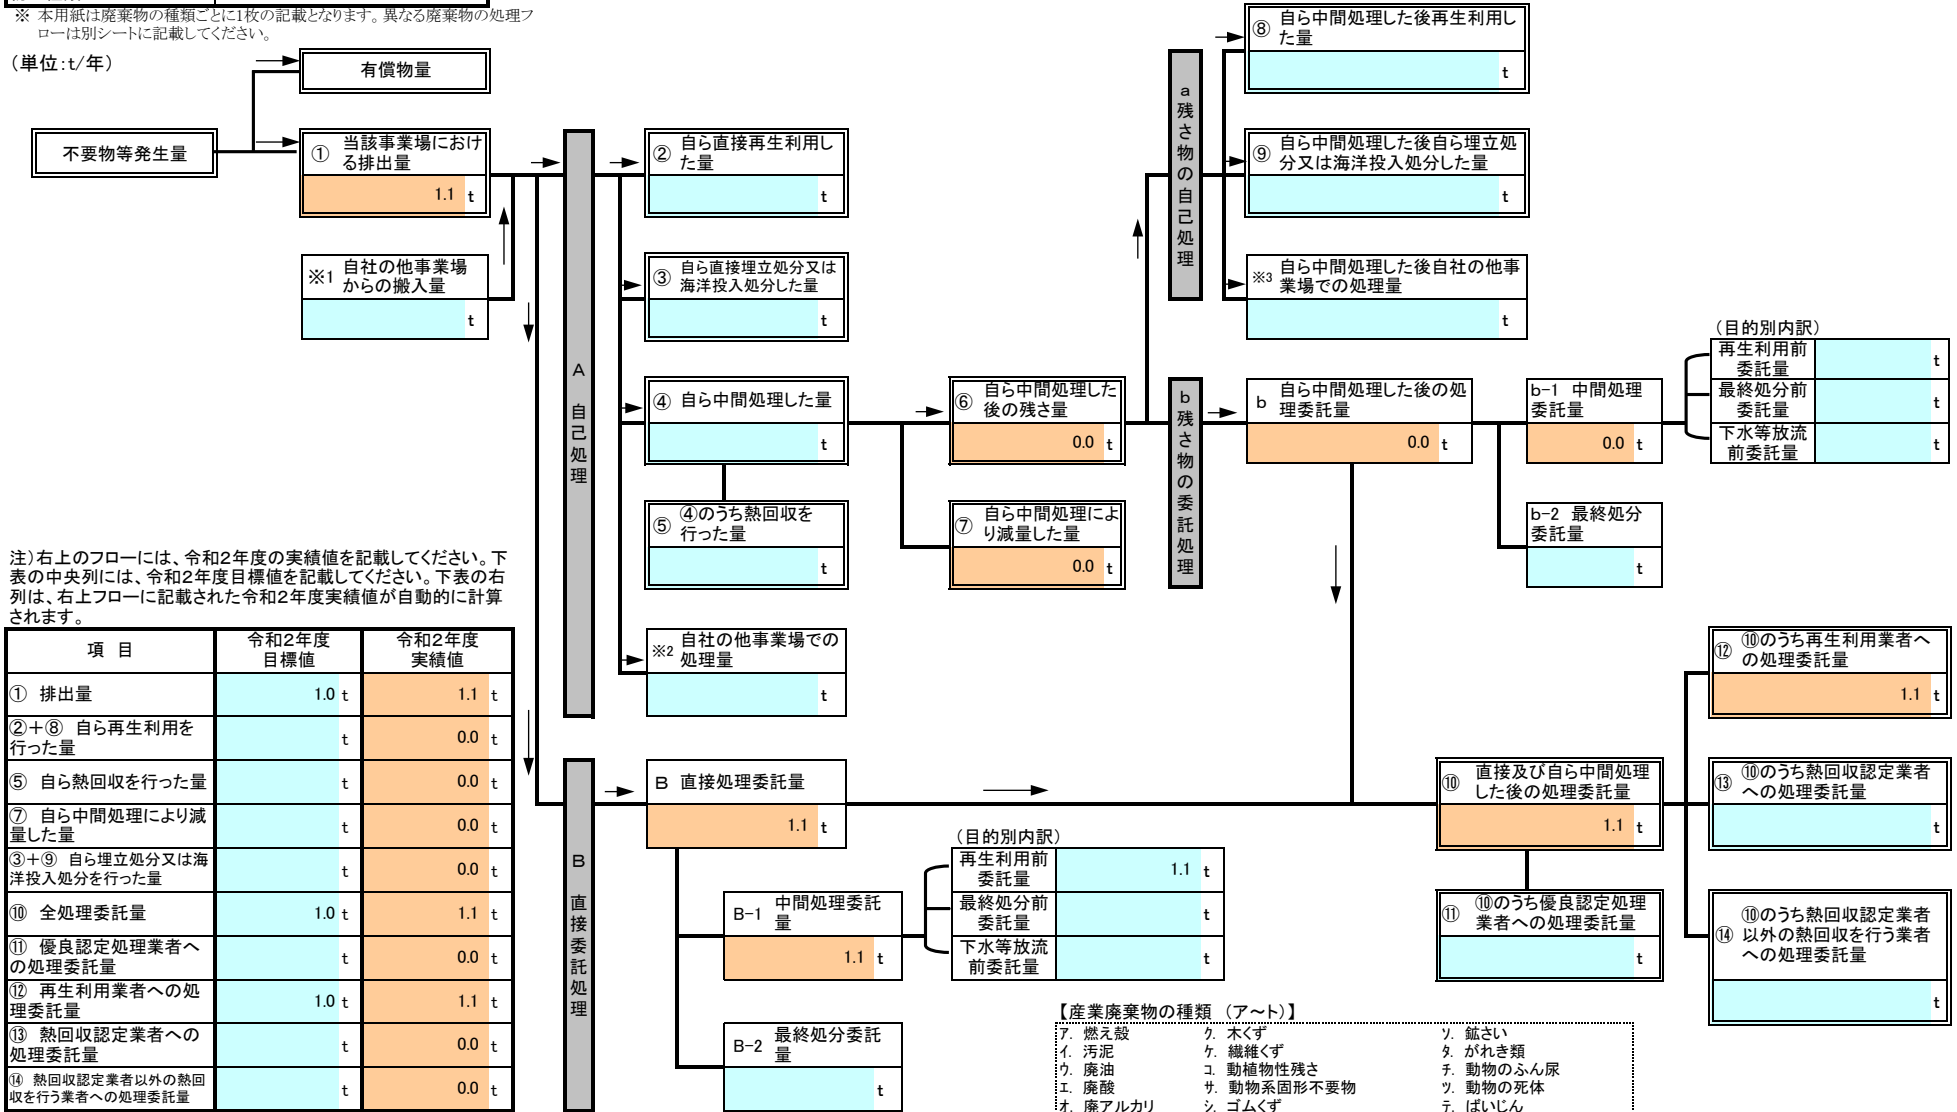 ※ 本用紙は廃棄物の種類ごとに1枚の記載となります。異なる廃棄物の処理フ
ローは別シートに記載してください。
(単位:t/年)
有償物量
不要物等発生量
① 当該事業場におけ
る排出量
1.1 t
※1 自社の他事業場
からの搬入量
t
A 自己処理
② 自ら直接再生利用し
た量
t
③ 自ら直接埋立処分又は
海洋投入処分した量
t
④ 自ら中間処理した量
t
⑤ ④のうち熱回収を
行った量
t
※2 自社の他事業場での
処理量
t
⑥ 自ら中間処理した
後の残さ量
0.0 t
⑦ 自ら中間処理によ
り減量した量
0.0 t
a 残さ物の自己処理
⑧ 自ら中間処理した後再生利用し
た量
t
⑨ 自ら中間処理した後自ら埋立処
分又は海洋投入処分した量
t
※3 自ら中間処理した後自社の他事
業場での処理量
t
b 残さ物の委託処理
b 自ら中間処理した後の処
理委託量
0.0 t
b-1 中間処理
委託量
0.0 t
b-2 最終処分
委託量
t
(目的別内訳)
再生利用前
委託量
t
最終処分前
委託量
t
下水等放流
前委託量
t
注)右上のフローには、令和2年度の実績値を記載してください。下
表の中央列には、令和2年度目標値を記載してください。下表の右
列は、右上フローに記載された令和2年度実績値が自動的に計算
されます。
項 目
令和2年度
目標値
令和2年度
実績値
① 排出量 1.0 t 1.1 t
②+⑧ 自ら再生利用を
行った量
t 0.0 t
⑤ 自ら熱回収を行った量 t 0.0 t
⑦ 自ら中間処理により減
量した量
t 0.0 t
③+⑨ 自ら埋立処分又は海
洋投入処分を行った量
t 0.0 t
⑩ 全処理委託量 1.0 t 1.1 t
⑪ 優良認定処理業者へ
の処理委託量
t 0.0 t
⑫ 再生利用業者への処
理委託量
1.0 t 1.1 t
⑬ 熱回収認定業者への
処理委託量
t 0.0 t
⑭ 熱回収認定業者以外の熱回
収を行う業者への処理委託量
t 0.0 t
B 直接委託処理
B 直接処理委託量
1.1 t
B-1 中間処理委託
量
1.1 t
B-2 最終処分委託
量
t
(目的別内訳)
再生利用前
委託量
1.1 t
最終処分前
委託量
t
下水等放流
前委託量
t
⑩ 直接及び自ら中間処理
した後の処理委託量
1.1 t
⑪ ⑩のうち優良認定処理
業者への処理委託量
t
⑫ ⑩のうち再生利用業者へ
の処理委託量
1.1 t
⑬ ⑩のうち熱回収認定業者
への処理委託量
t
⑭ ⑩のうち熱回収認定業者
以外の熱回収を行う業者
への処理委託量
t
【産業廃棄物の種類 (ア~ト)】
ア. 燃え殻 ク. 木くず ソ. 鉱さい
イ. 汚泥 ケ. 繊維くず タ. がれき類
ウ. 廃油 コ. 動植物性残さ チ. 動物のふん尿
エ. 廃酸 サ. 動物系固形不要物 ツ. 動物の死体
オ. 廃アルカリ シ. ゴムくず テ. ばいじん